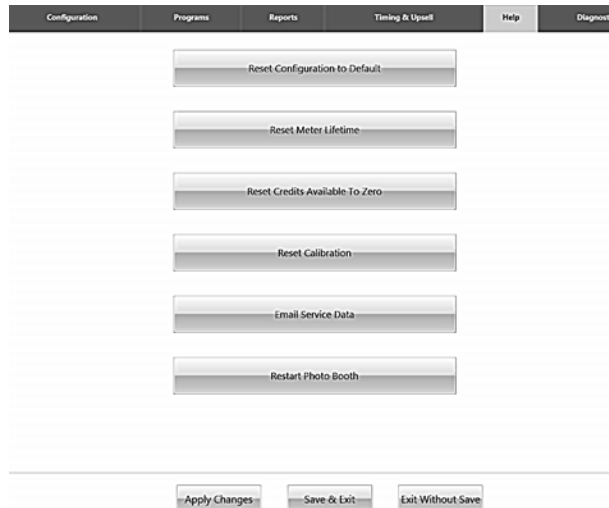 Configuration
Programs
Reports
Timing & Upsell
Help
Diagnost
Reset Configuration to Default
Reset Meter Lifetime
Reset Credits Available To Zero
Reset Calibration
Email Service Data
Restart Photo Booth
Apply Changes
Save & Exit
Exit Without Save